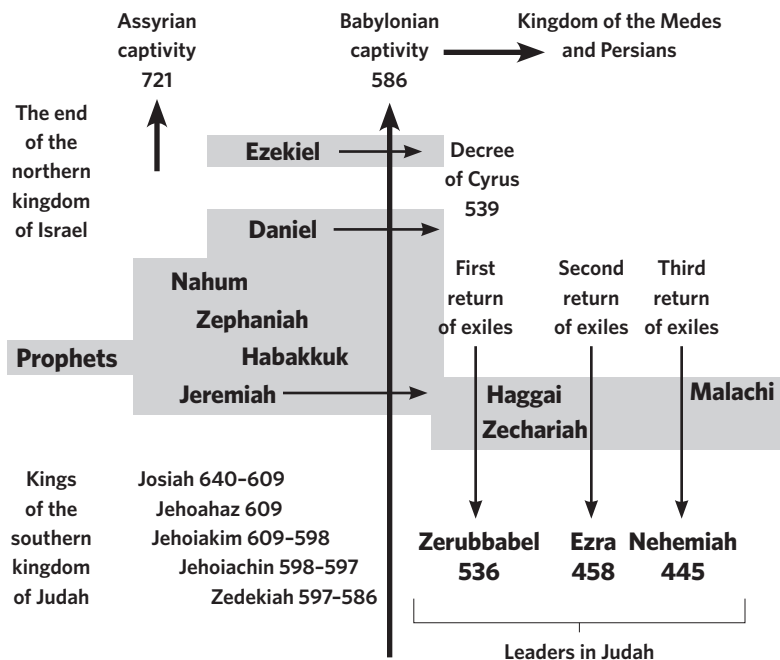 Assyrian
captivity
721
Babylonian
captivity
586
Kingdom of the Medes
and Persians
The end
of the
northern
kingdom
of Israel
Ezekiel
Decree
of Cyrus
539
Daniel
First
return
of exiles
Second
return
of exiles
Third
return
of exiles
Nahum
Zephaniah
Prophets
Habakkuk
Jeremiah
Haggai
Zechariah
Malachi
Kings
of the
southern
kingdom
of Judah
Josiah 640–609
Jehoahaz 609
Jehoiakim 609–598
Jehoiachin 598–597
Zedekiah 597–586
Zerubbabel
536
Ezra
458
Nehemiah
445
Leaders in Judah